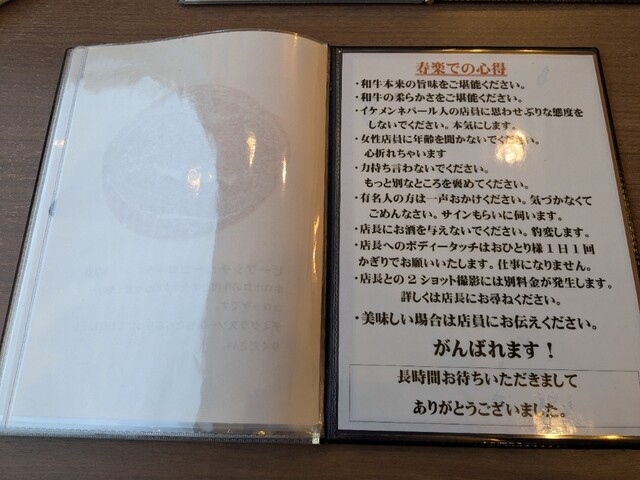 寿楽での心得
・和牛本来の旨味をご堪能ください。
・和牛の柔らかさをご堪能ください。
・イケメンネパール人の店員に思わせぶりな態度を
しないでください。本気にします。
・女性店員に年齢を聞かないでください。
心折れちゃいます
・力持ち言わないでください。
もっと別なところを褒めてください。
・有名人の方は一声おかけください。気づかなくて
ごめんなさい。サインもらいに伺います。
・店長にお酒を与えないでください。豹変します。
・店長へのボディータッチはおひとり様1日1回
かぎりでお願いいたします。仕事になりません。
・店長との2ショット撮影には別料金が発生します。
詳しくは店長にお尋ねください。
・美味しい場合は店員にお伝えください。
がんばれます!
長時間お待ちいただきまして
ありがとうございました。